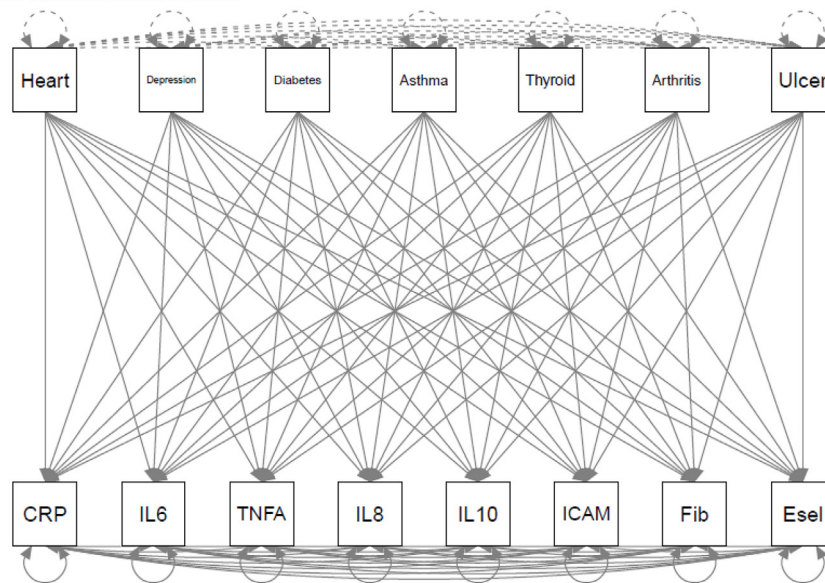 Heart Depression Diabetes Asthma Thyroid Arthritis Ulcer
CRP IL6 TNFA IL8 IL10 ICAM Fib Esel